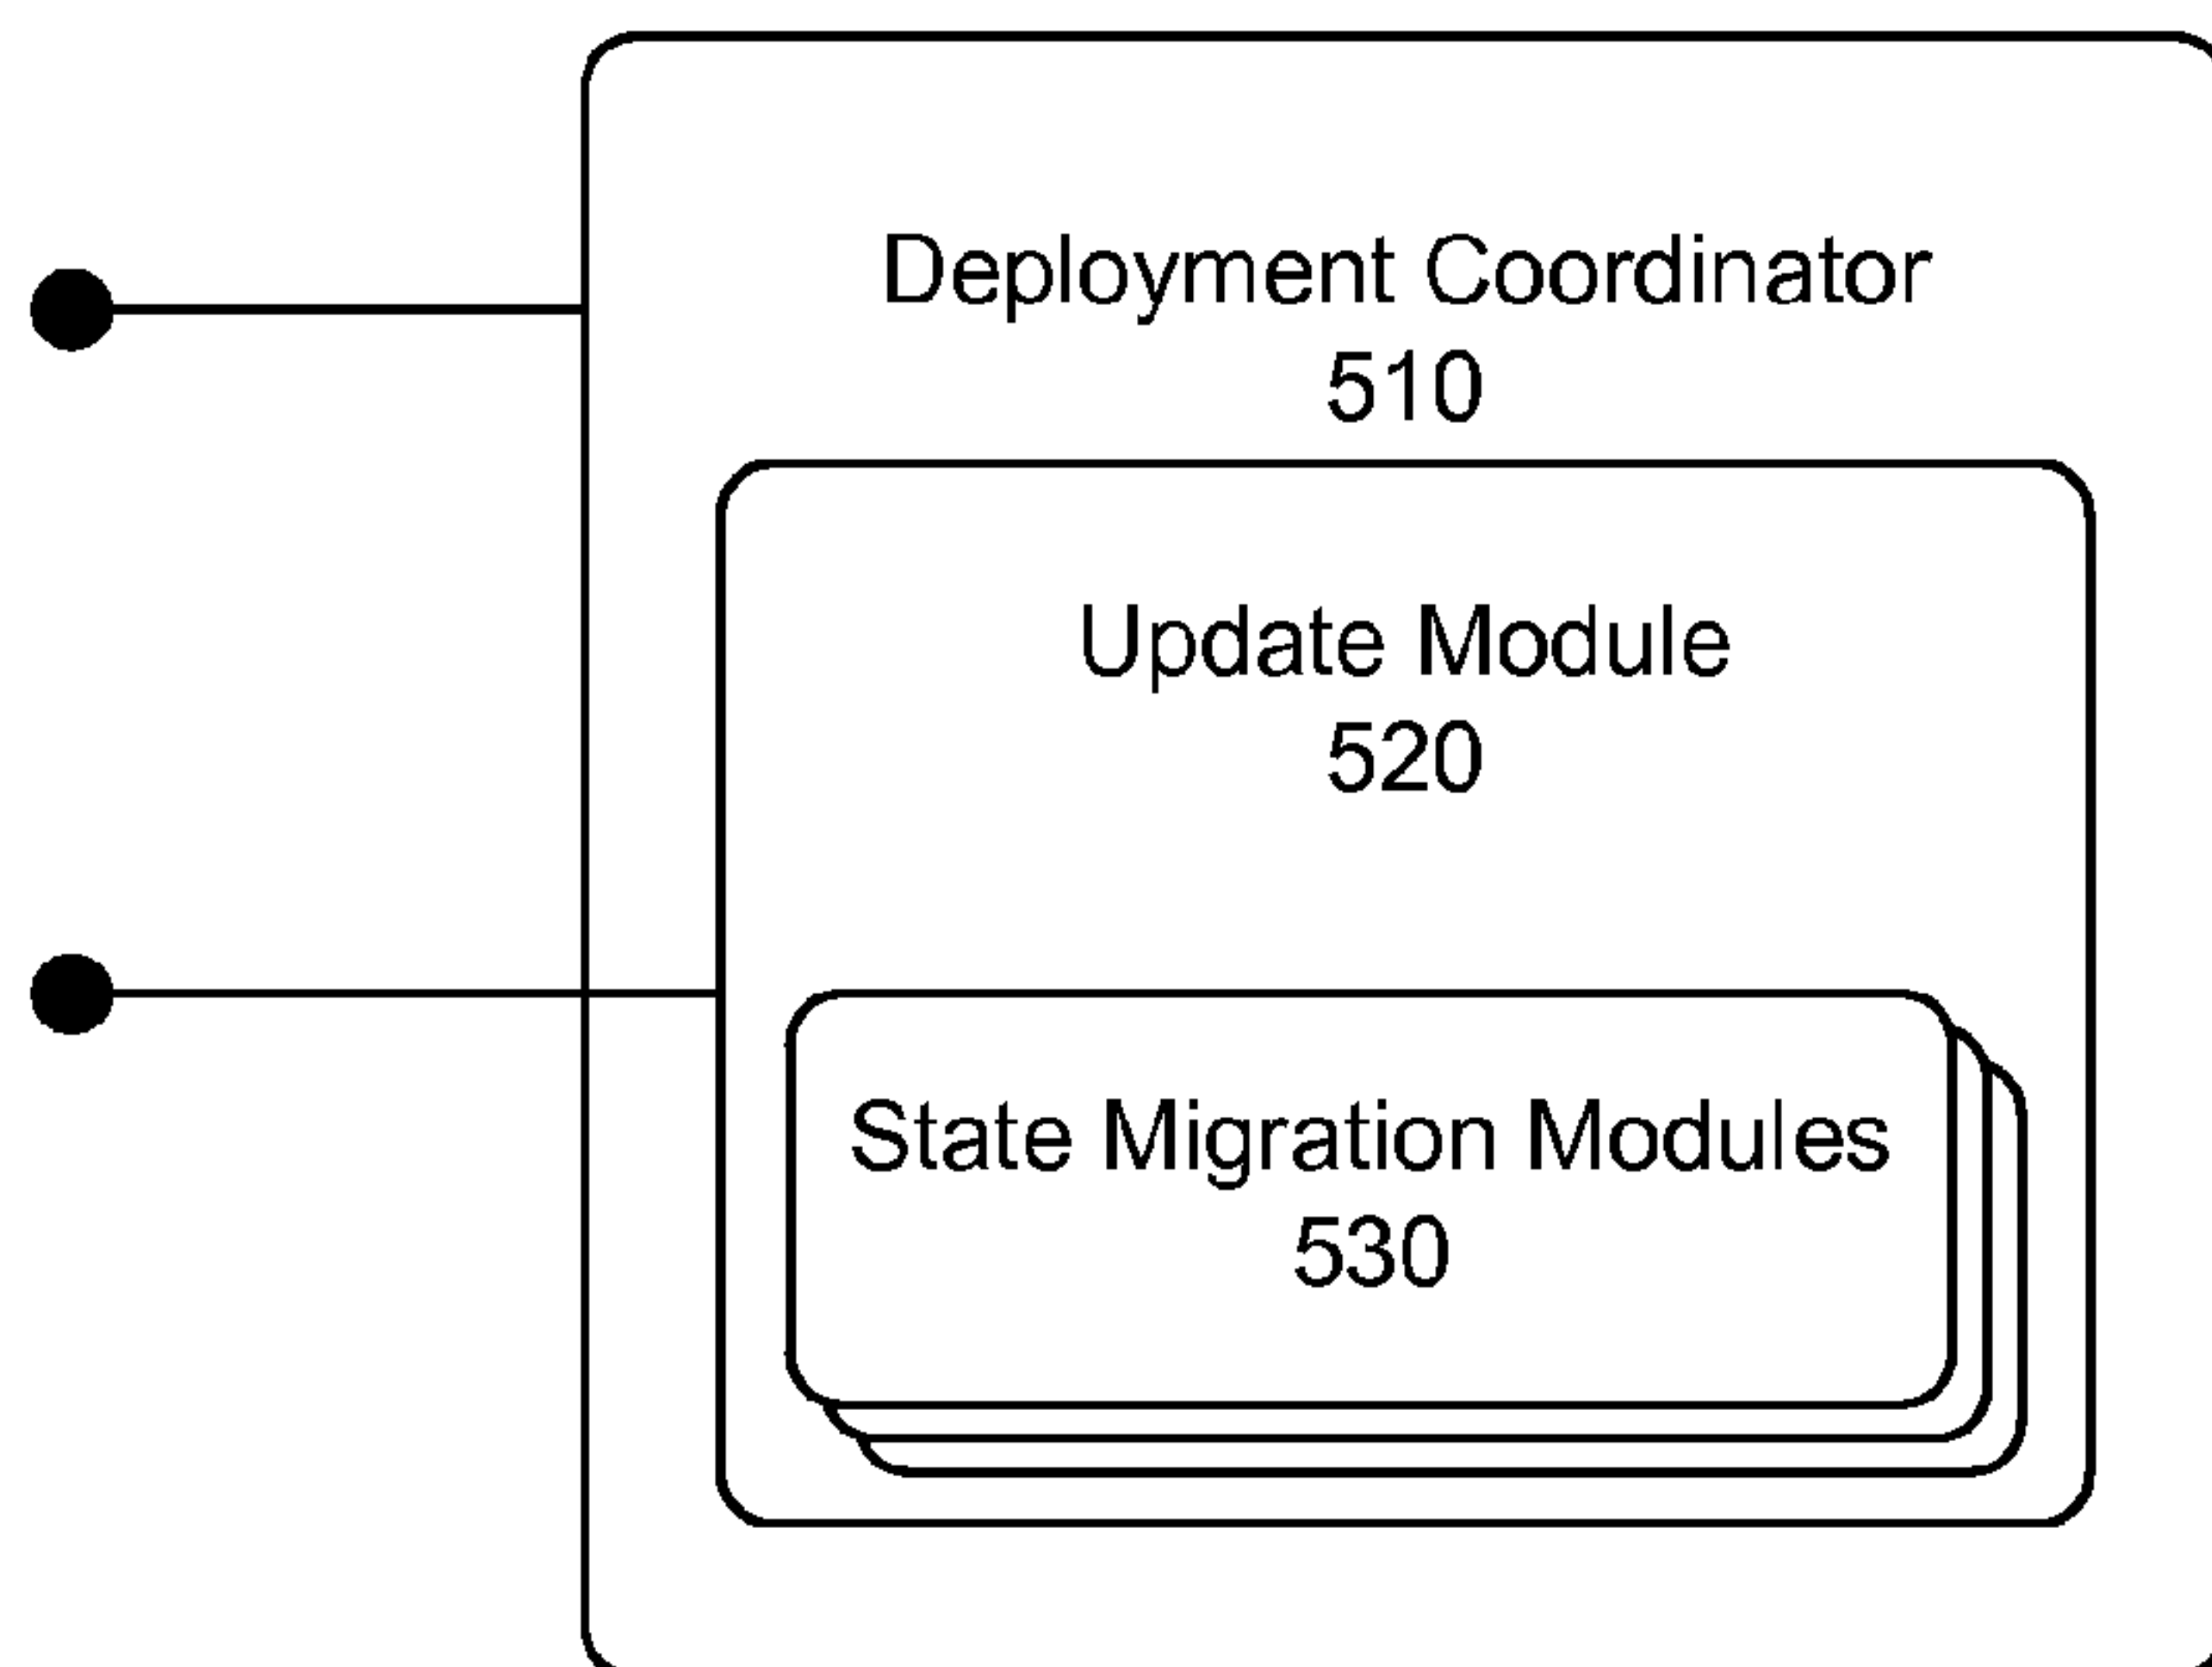 Deployment Coordinator
510
Update Module
520
State Migration Modules
530